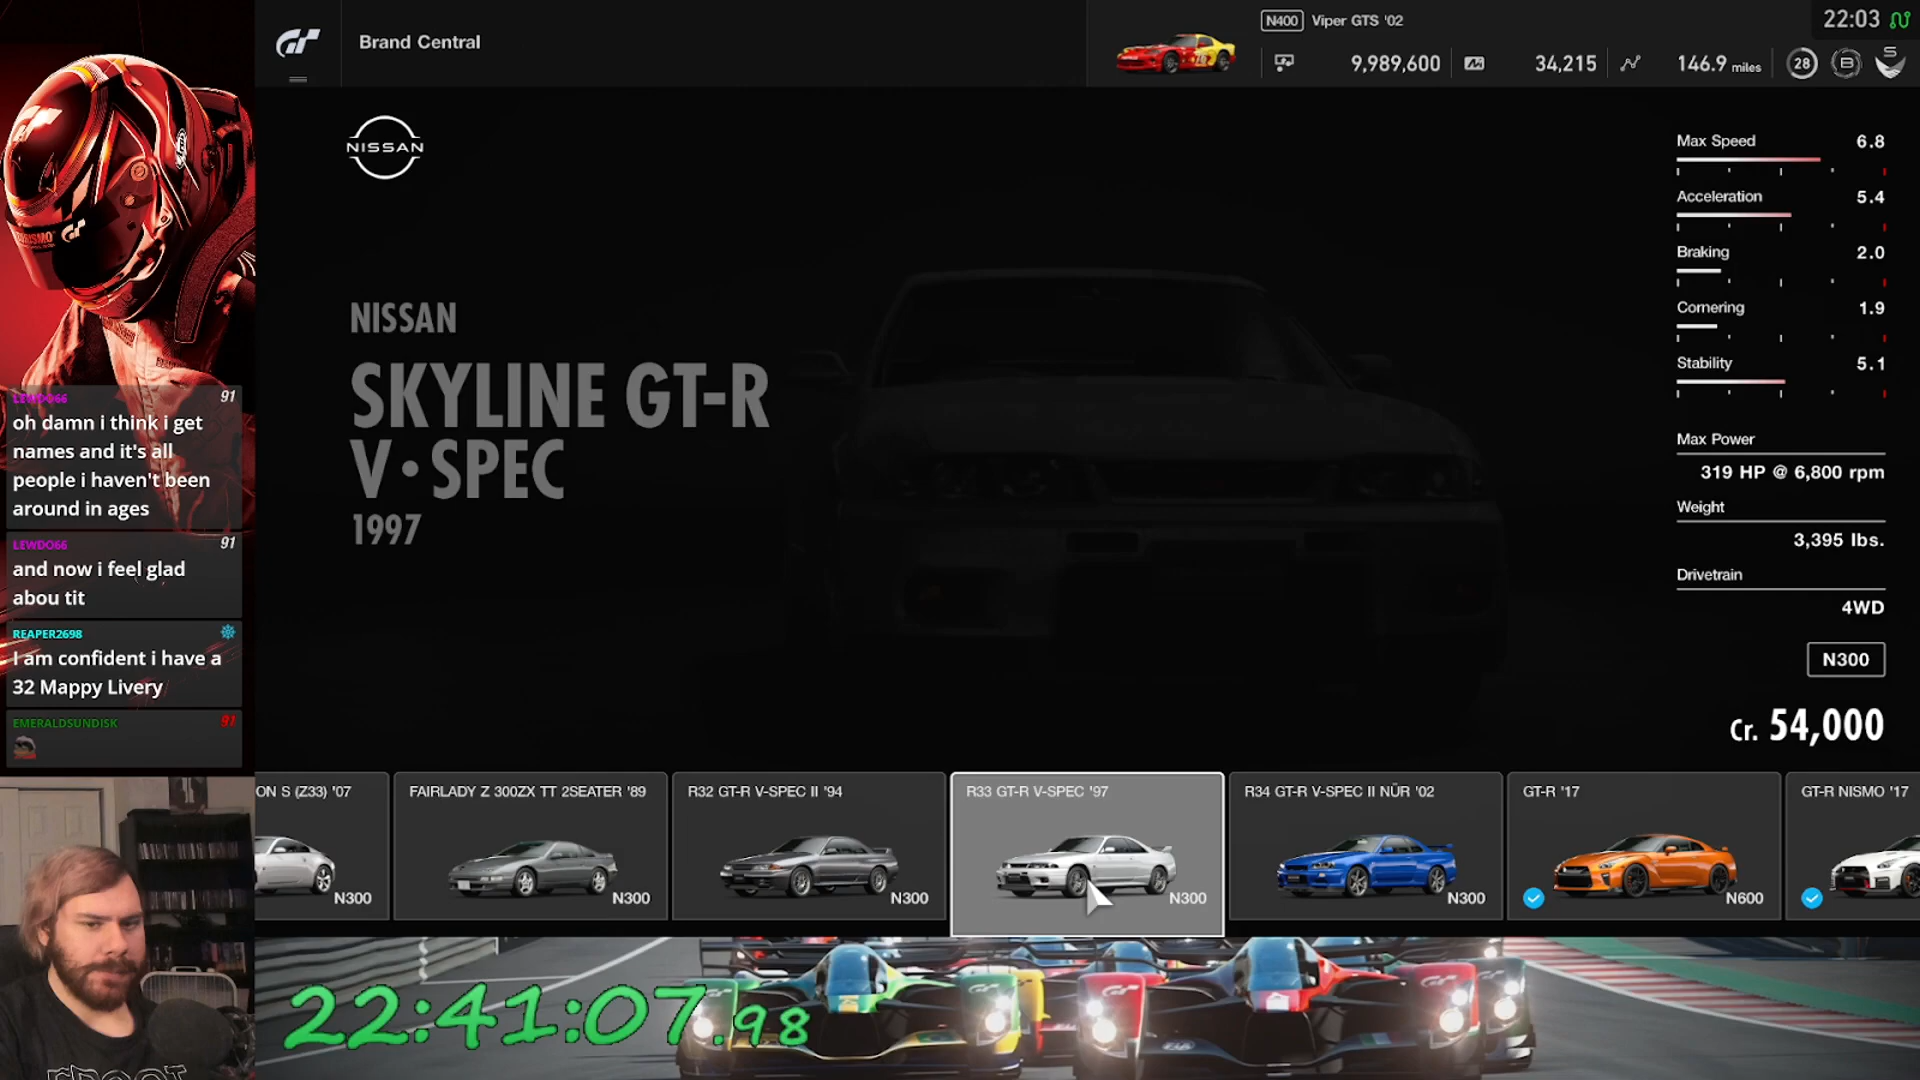 Brand Central
N400 Viper GTS '02
9,989,600
34,215
146.9 miles
28
B
S
22:03
NISSAN
NISSAN
SKYLINE GT-R
V・SPEC
1997
Max Speed 6.8
Acceleration 5.4
Braking 2.0
Cornering 1.9
Stability 5.1
Max Power
319 HP @ 6,800 rpm
Weight
3,395 lbs.
Drivetrain
4WD
N300
Cr. 54,000
LEWDO66 91
oh damn i think i get
names and it's all
people i haven't been
around in ages
LEWDO66 91
and now i feel glad
abou tit
REAPER2698
I am confident i have a
32 Mappy Livery
EMERALDSUNDISK 91
ON S (Z33) '07
N300
FAIRLADY Z 300ZX TT 2SEATER '89
N300
R32 GT-R V-SPEC II '94
N300
R33 GT-R V-SPEC '97
N300
R34 GT-R V-SPEC II NÜR '02
N300
GT-R '17
N600
GT-R NISMO '17
22:41:07.98